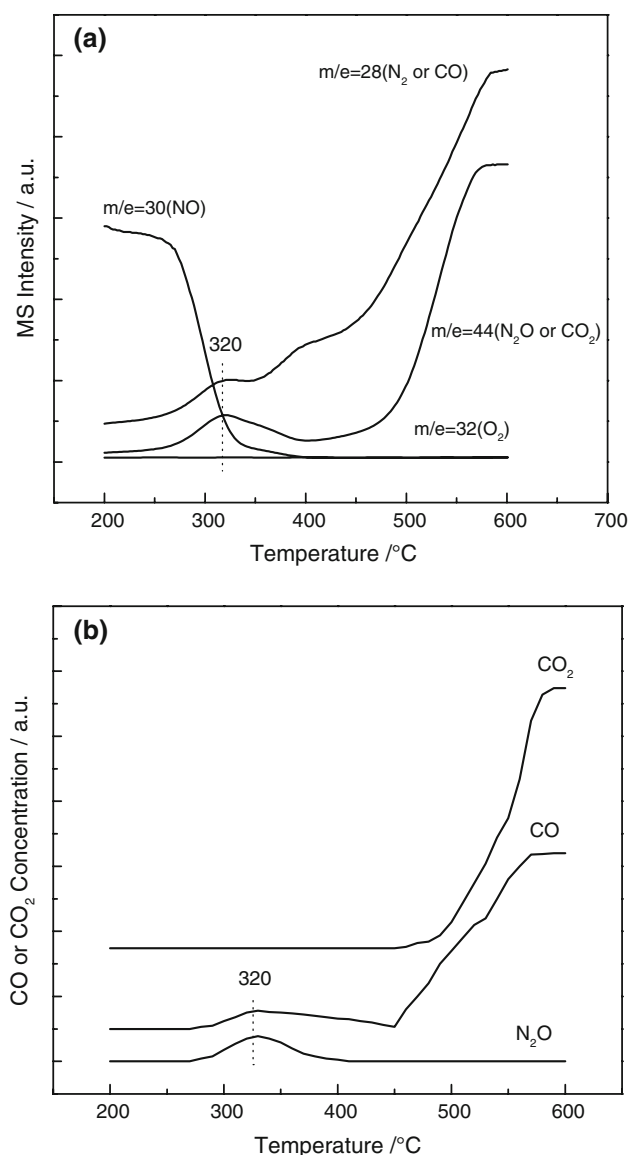 (a)
m/e=28(N₂ or CO)
m/e=30(NO)
320
m/e=44(N₂O or CO₂)
m/e=32(O₂)
MS Intensity / a.u.
200 300 400 500 600 700
Temperature /°C
(b)
CO₂
CO
320
N₂O
CO or CO₂ Concentration / a.u.
200 300 400 500 600
Temperature /°C